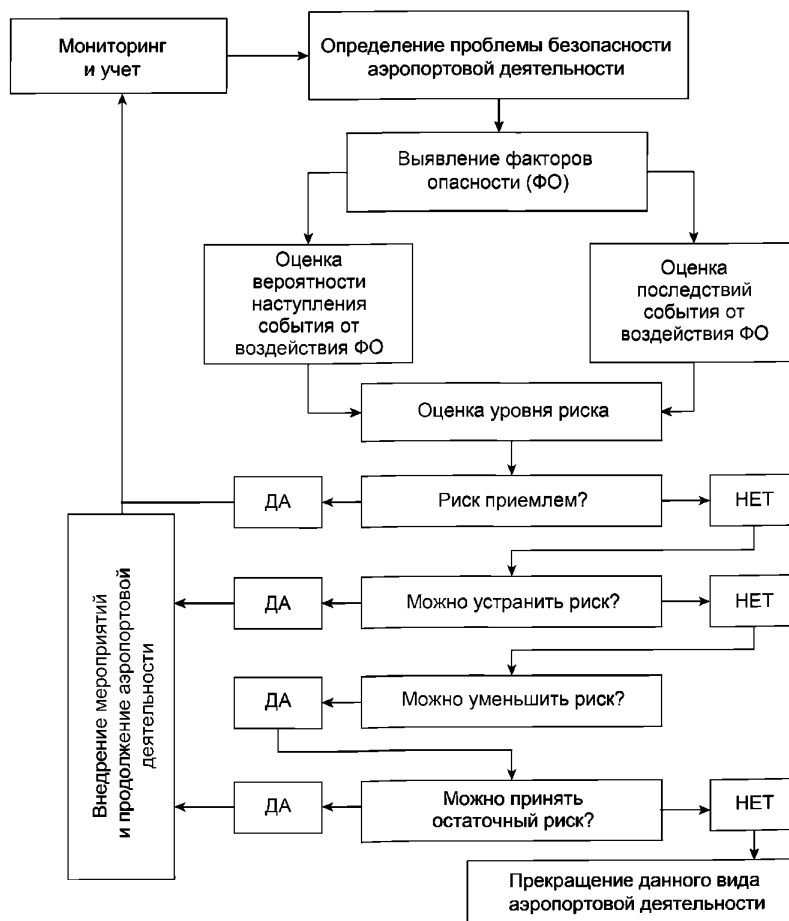 Мониторинг
и учет
Определение проблемы безопасности
аэропортовой деятельности
Выявление факторов
опасности (ФО)
Оценка
вероятности
наступления
события от
воздействия ФО
Оценка
последствий
события от
воздействия ФО
Оценка уровня риска
ДА
Риск приемлем?
НЕТ
Внедрение мероприятий
и продолжение аэропортовой
деятельности
ДА
Можно устранить риск?
НЕТ
ДА
Можно уменьшить риск?
ДА
Можно принять
остаточный риск?
НЕТ
Прекращение данного вида
аэропортовой деятельности